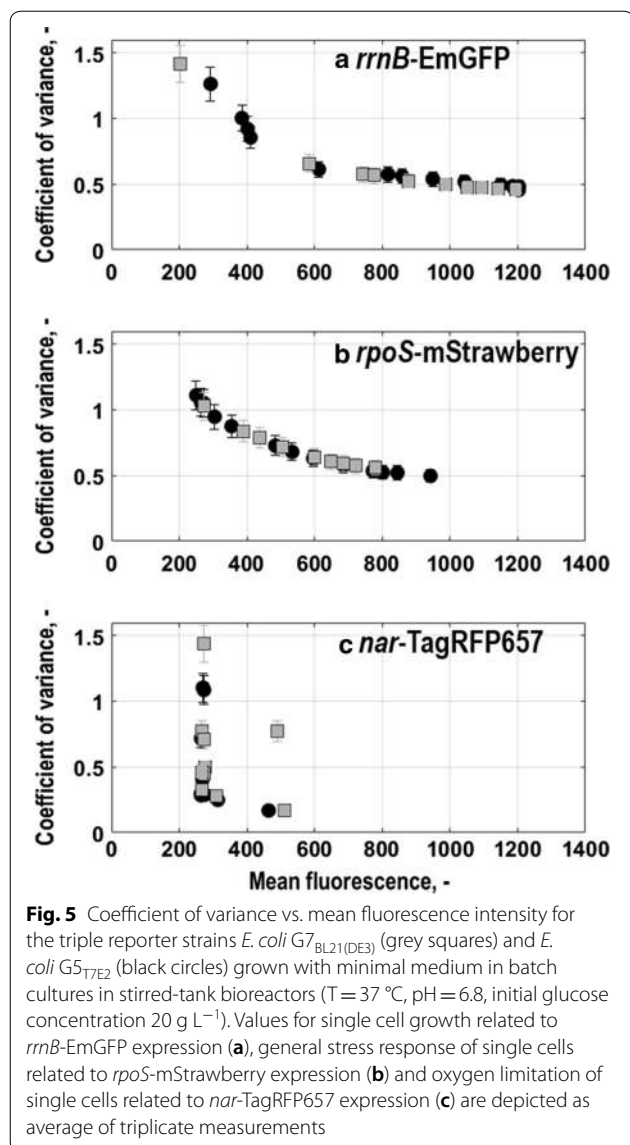 a rrnB-EmGFP
Coefficient of variance, -
1.5
1
0.5
0
0 200 400 600 800 1000 1200 1400
b rpoS-mStrawberry
Coefficient of variance, -
1.5
1
0.5
0
0 200 400 600 800 1000 1200 1400
c nar-TagRFP657
Coefficient of variance, -
1.5
1
0.5
0
0 200 400 600 800 1000 1200 1400
Mean fluorescence, -
Fig. 5 Coefficient of variance vs. mean fluorescence intensity for
the triple reporter strains E. coli G7BL21(DE3) (grey squares) and E.
coli G5T7E2 (black circles) grown with minimal medium in batch
cultures in stirred-tank bioreactors (T = 37 °C, pH = 6.8, initial glucose
concentration 20 g L−1). Values for single cell growth related to
rrnB-EmGFP expression (a), general stress response of single cells
related to rpoS-mStrawberry expression (b) and oxygen limitation of
single cells related to nar-TagRFP657 expression (c) are depicted as
average of triplicate measurements